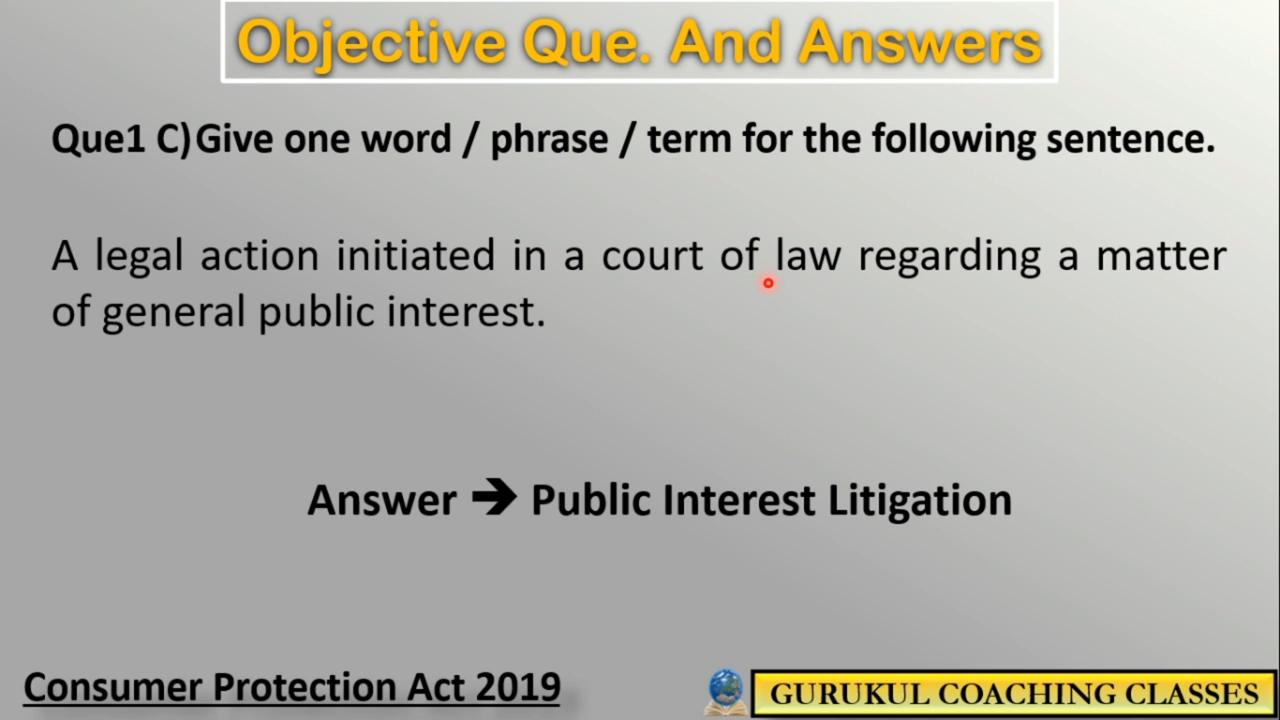 Objective Que. And Answers
Que1 C)Give one word / phrase / term for the following sentence.
A legal action initiated in a court of law regarding a matter
of general public interest.
Answer ➔ Public Interest Litigation
Consumer Protection Act 2019
GURUKUL COACHING CLASSES